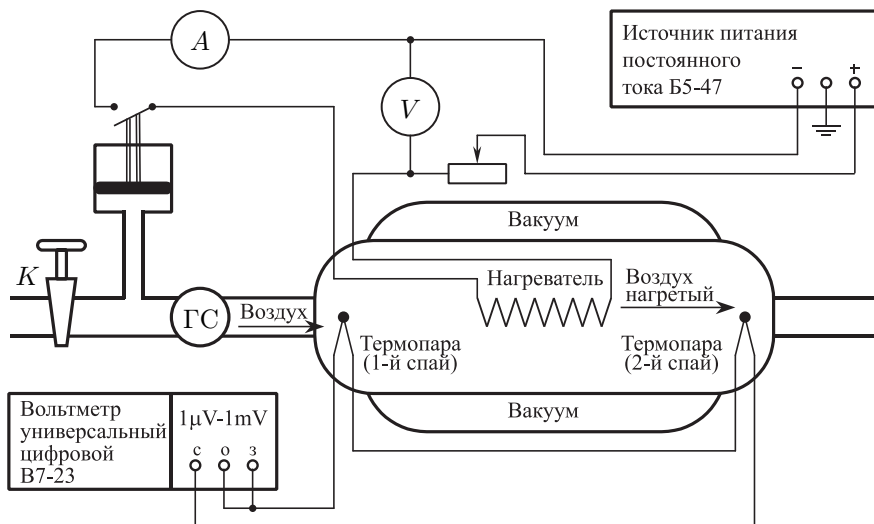 A
Источник питания
постоянного
тока Б5-47
− +
V
Вакуум
K
ГС
Воздух
Нагреватель
Воздух
нагретый
Термопара
(1-й спай)
Термопара
(2-й спай)
Вакуум
Вольтметр
универсальный
цифровой
В7-23
1μV-1mV
с о з